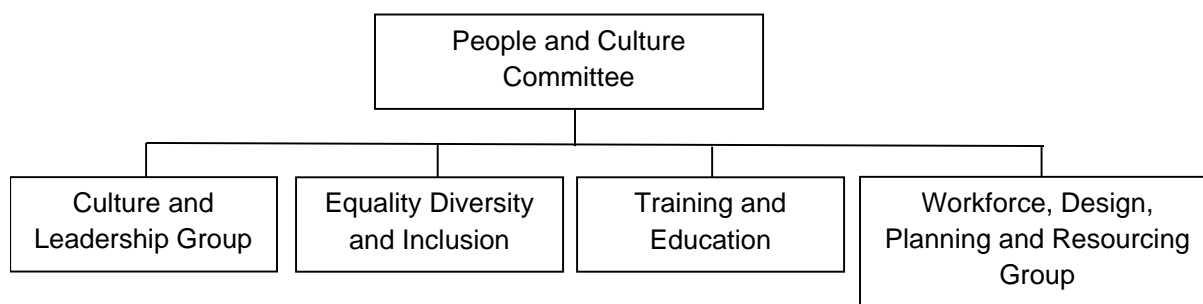 People and Culture
Committee
Culture and
Leadership Group
Equality Diversity
and Inclusion
Training and
Education
Workforce, Design,
Planning and Resourcing
Group